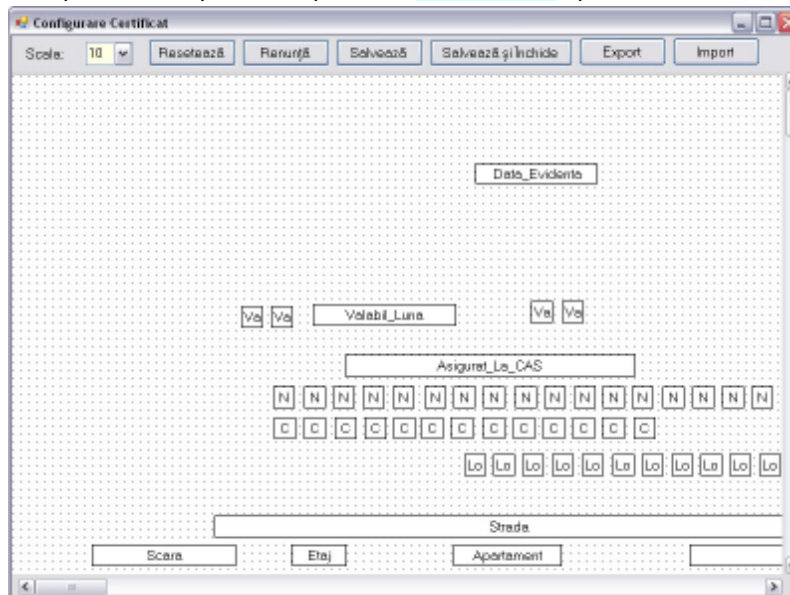 Configurare Certificat
Scala: 10 Resetează Renunță Salvează Salvează și Închide Export Import
Data_Evidenta
Va Va Valabil_Luna Va Va
Asigurat_La_CAS
N N N N N N N N N N N N N N N N N
C C C C C C C C C C C C C
Lo Lo Lo Lo Lo Lo Lo Lo Lo Lo Lo
Strada
Scara Etaj Apartament